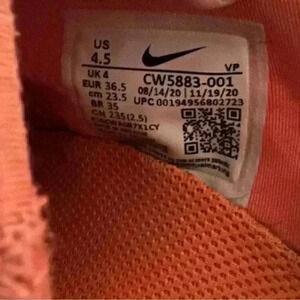 US
4.5
VP
UK 4
EUR 36.5
cm 23.5
BR 35
CN 235(2.5)
CW5883-001
08/14/20 | 11/19/20
UPC 00194956802723